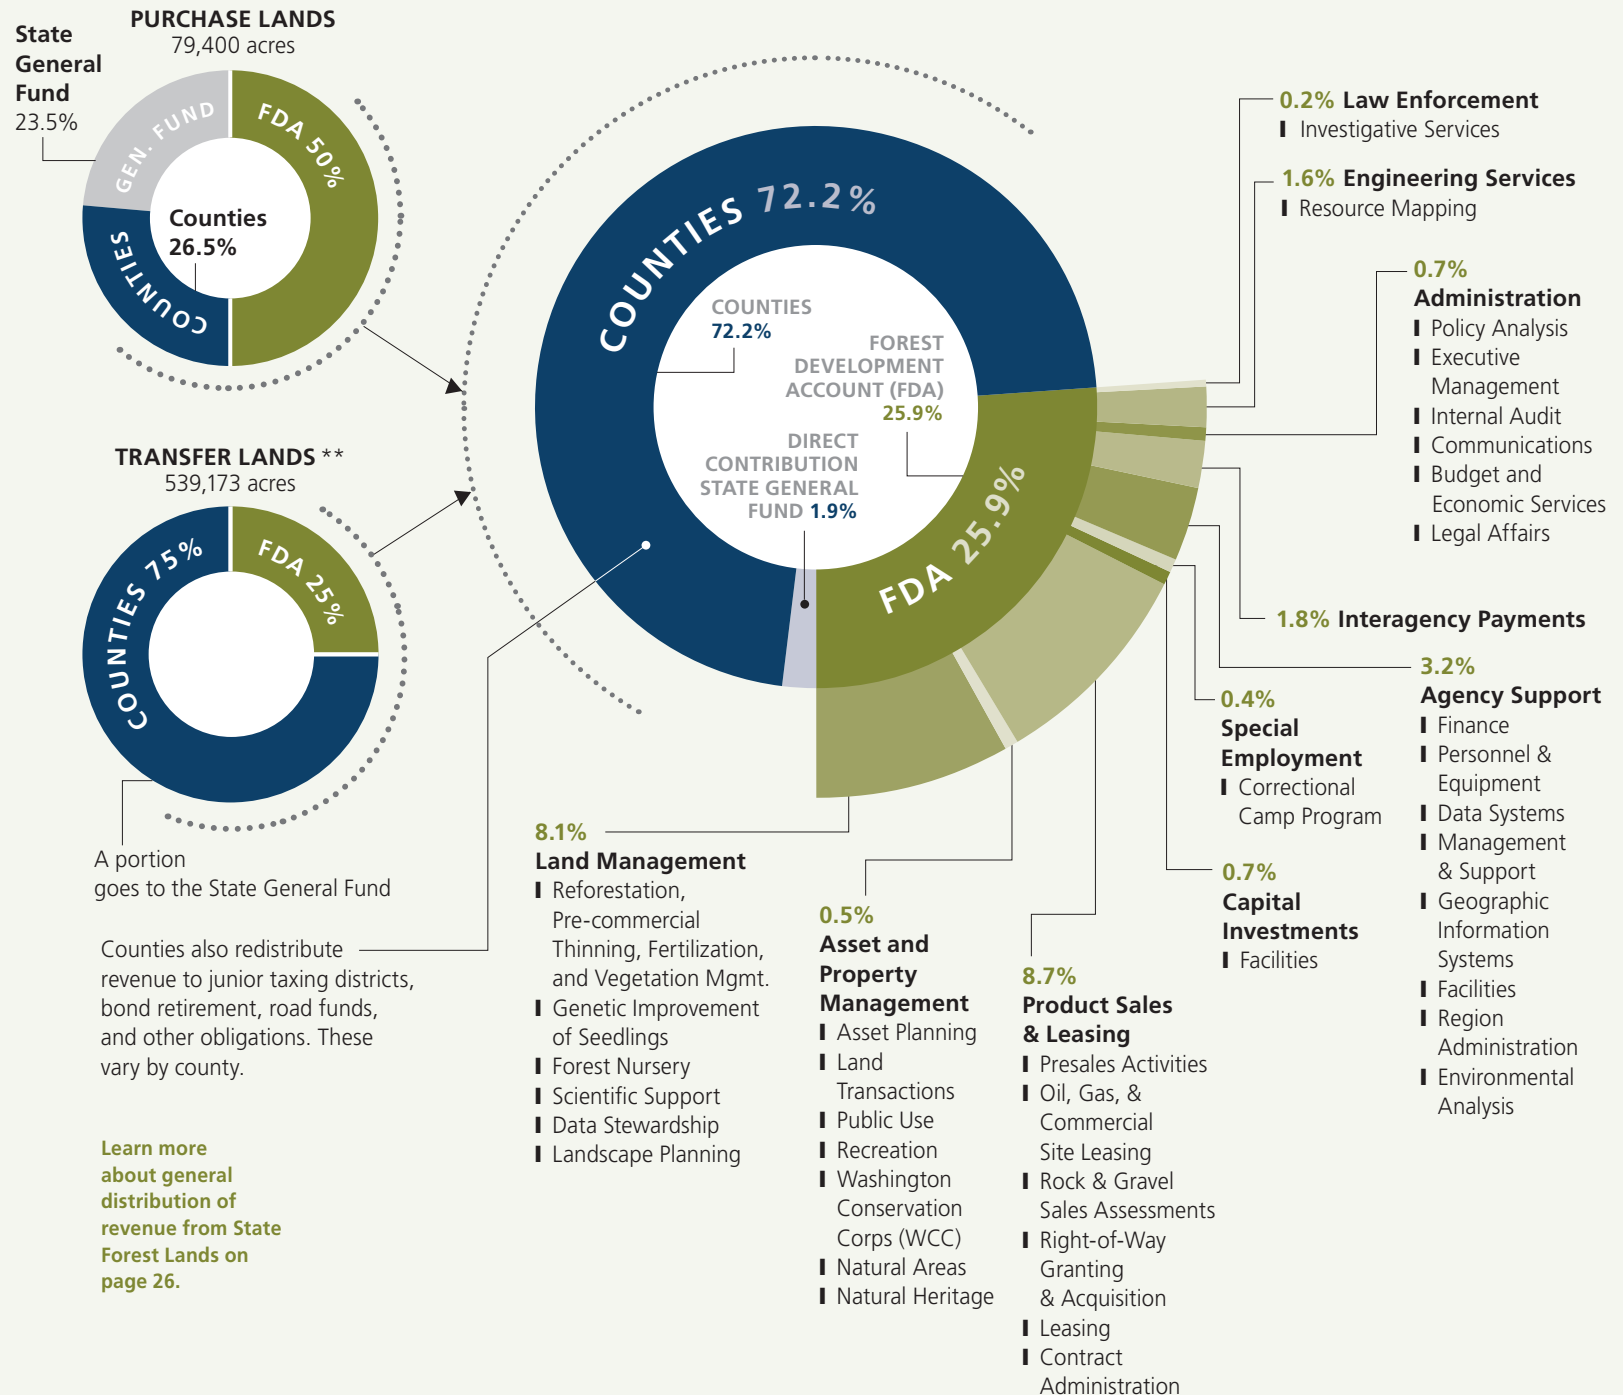 PURCHASE LANDS
79,400 acres
State
General
Fund
23.5%
GEN. FUND
FDA 50%
Counties
26.5%
COUNTIES
TRANSFER LANDS **
539,173 acres
COUNTIES 75%
FDA 25%
A portion
goes to the State General Fund
Counties also redistribute
revenue to junior taxing districts,
bond retirement, road funds,
and other obligations. These
vary by county.
Learn more
about general
distribution of
revenue from State
Forest Lands on
page 26.
COUNTIES 72.2%
COUNTIES
72.2%
FOREST
DEVELOPMENT
ACCOUNT (FDA)
25.9%
DIRECT
CONTRIBUTION
STATE GENERAL
FUND 1.9%
FDA 25.9%
0.2% Law Enforcement
❙ Investigative Services
1.6% Engineering Services
❙ Resource Mapping
0.7%
Administration
❙ Policy Analysis
❙ Executive
Management
❙ Internal Audit
❙ Communications
❙ Budget and
Economic Services
❙ Legal Affairs
1.8% Interagency Payments
3.2%
Agency Support
❙ Finance
❙ Personnel &
Equipment
❙ Data Systems
❙ Management
& Support
❙ Geographic
Information
Systems
❙ Facilities
❙ Region
Administration
❙ Environmental
Analysis
0.4%
Special
Employment
❙ Correctional
Camp Program
0.7%
Capital
Investments
❙ Facilities
8.7%
Product Sales
& Leasing
❙ Presales Activities
❙ Oil, Gas, &
Commercial
Site Leasing
❙ Rock & Gravel
Sales Assessments
❙ Right-of-Way
Granting
& Acquisition
❙ Leasing
❙ Contract
Administration
0.5%
Asset and
Property
Management
❙ Asset Planning
❙ Land
Transactions
❙ Public Use
❙ Recreation
❙ Washington
Conservation
Corps (WCC)
❙ Natural Areas
❙ Natural Heritage
8.1%
Land Management
❙ Reforestation,
Pre-commercial
Thinning, Fertilization,
and Vegetation Mgmt.
❙ Genetic Improvement
of Seedlings
❙ Forest Nursery
❙ Scientific Support
❙ Data Stewardship
❙ Landscape Planning